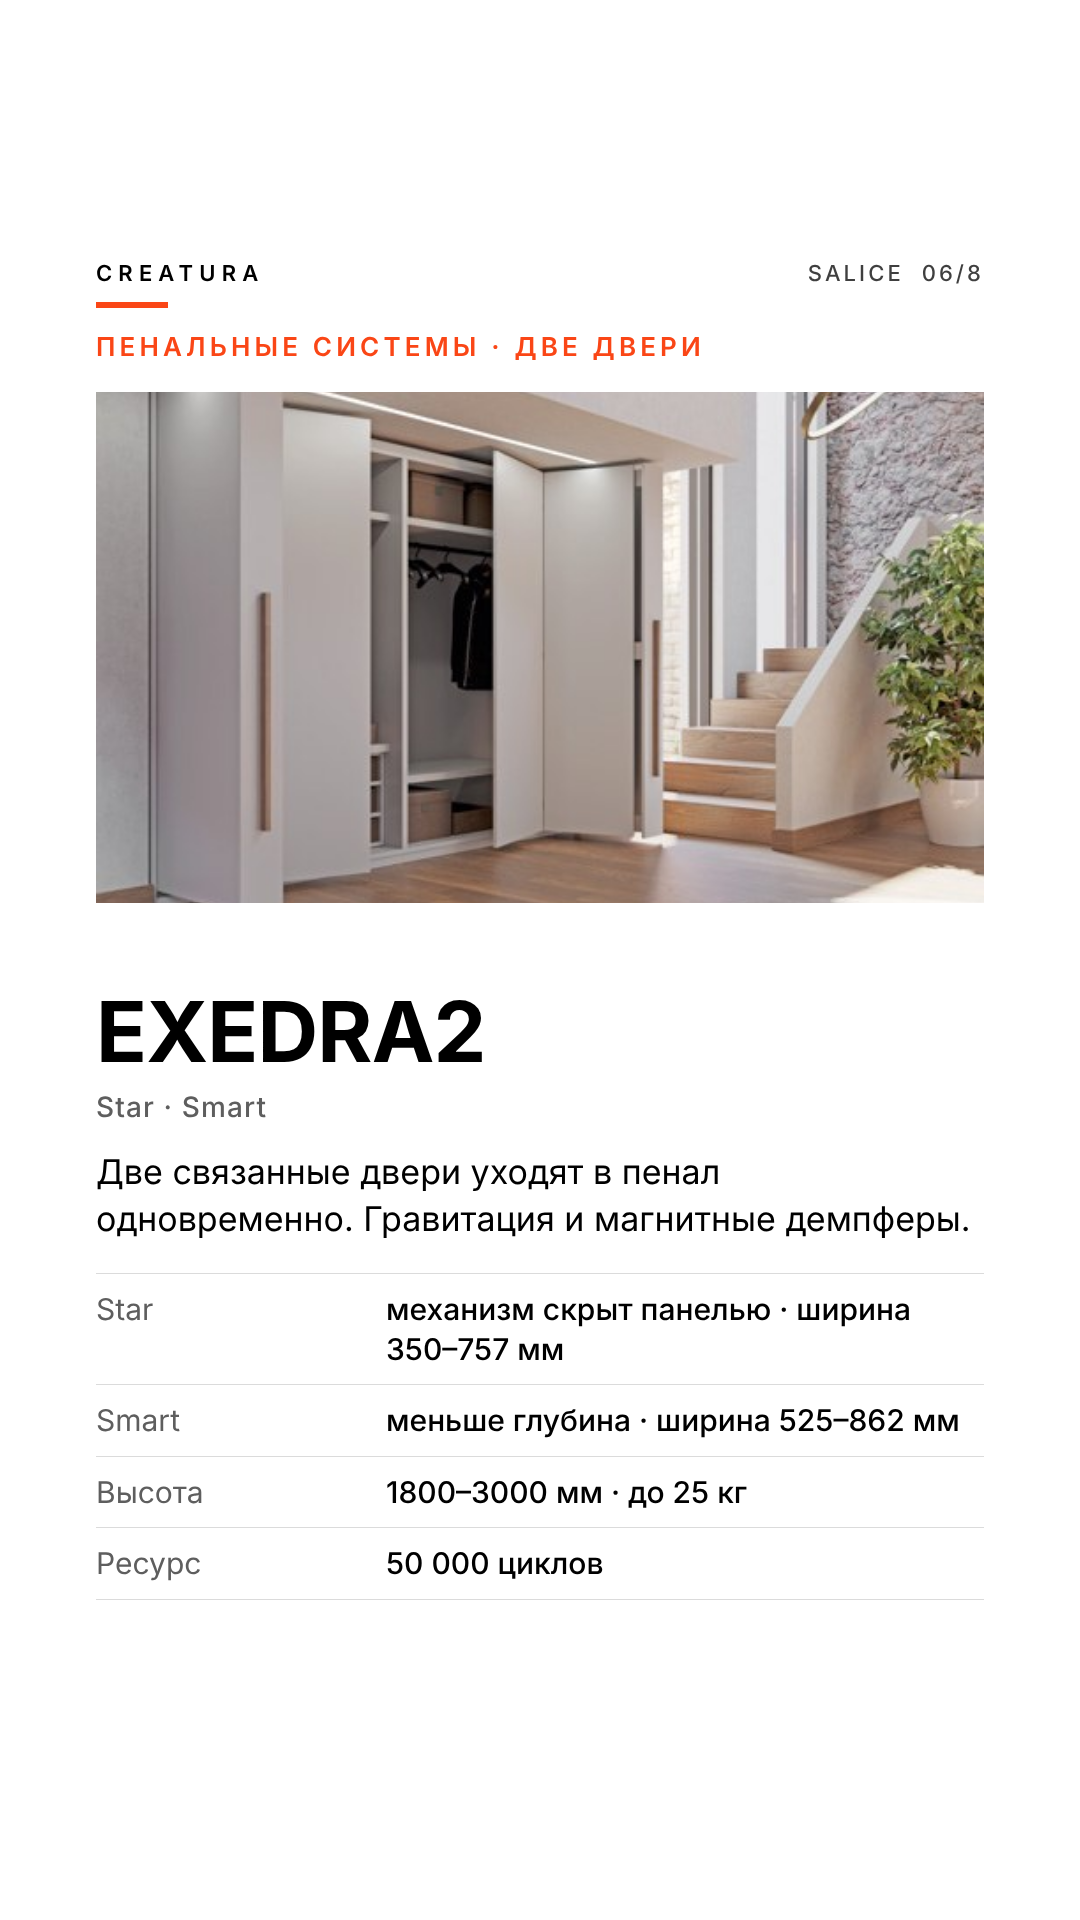 CREATURA
SALICE 06/8
ПЕНАЛЬНЫЕ СИСТЕМЫ · ДВЕ ДВЕРИ
EXEDRA2
Star · Smart
Две связанные двери уходят в пенал
одновременно. Гравитация и магнитные демпферы.
Star
механизм скрыт панелью · ширина
350–757 мм
Smart
меньше глубина · ширина 525–862 мм
Высота
1800–3000 мм · до 25 кг
Ресурс
50 000 циклов